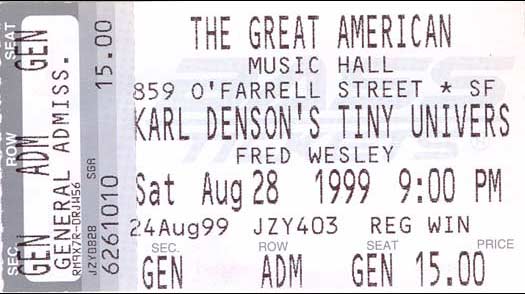 THE GREAT AMERICAN
MUSIC HALL
859 O'FARRELL STREET * SF
KARL DENSON'S TINY UNIVERS
FRED WESLEY
Sat Aug 28 1999 9:00 PM
24Aug99 JZY403 REG WIN
SEC. ROW SEAT PRICE
GEN ADM GEN 15.00
SEC. ROW SEAT
GEN ADM GEN
GENERAL ADMISS.
JZY0828 SGR
6261010 15.00